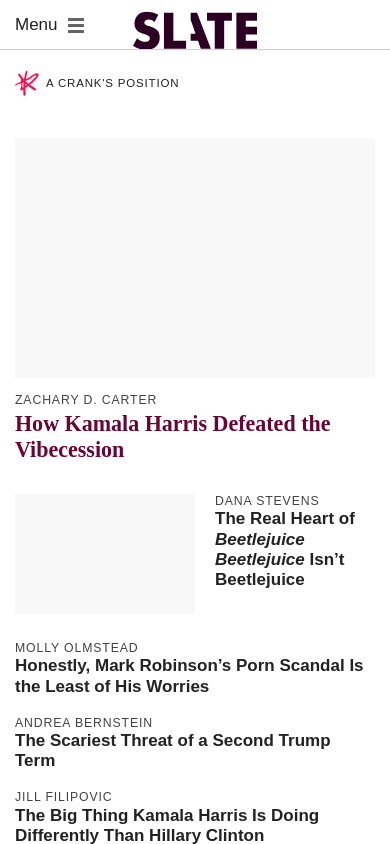 Menu
SLATE
A CRANK'S POSITION
ZACHARY D. CARTER
How Kamala Harris Defeated the
Vibecession
DANA STEVENS
The Real Heart of
Beetlejuice
Beetlejuice Isn’t
Beetlejuice
MOLLY OLMSTEAD
Honestly, Mark Robinson’s Porn Scandal Is
the Least of His Worries
ANDREA BERNSTEIN
The Scariest Threat of a Second Trump
Term
JILL FILIPOVIC
The Big Thing Kamala Harris Is Doing
Differently Than Hillary Clinton